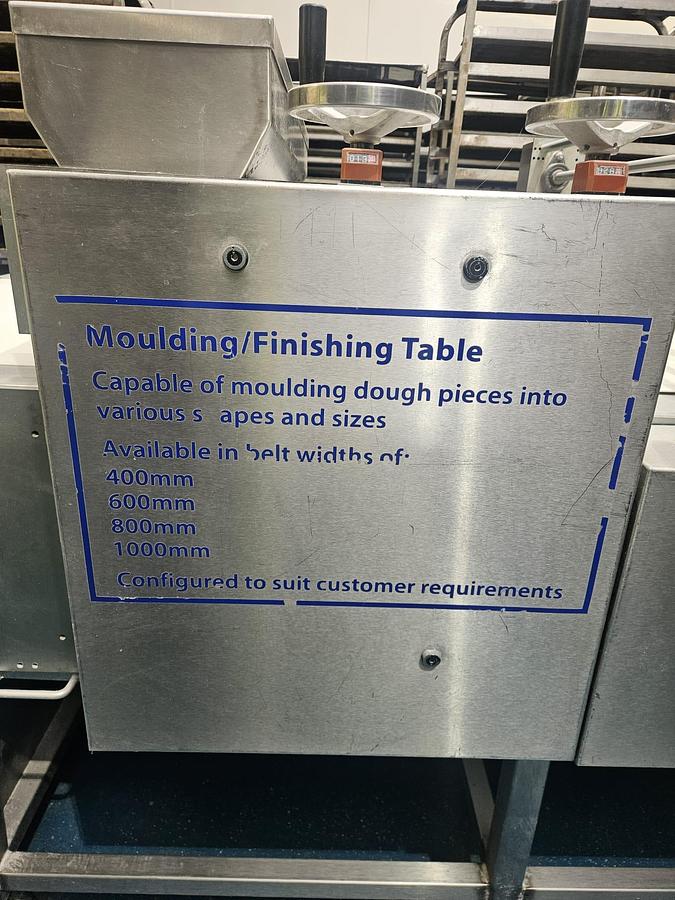 Moulding/Finishing Table
Capable of moulding dough pieces into
various s apes and sizes
Available in belt widths of:
400mm
600mm
800mm
1000mm
Configured to suit customer requirements